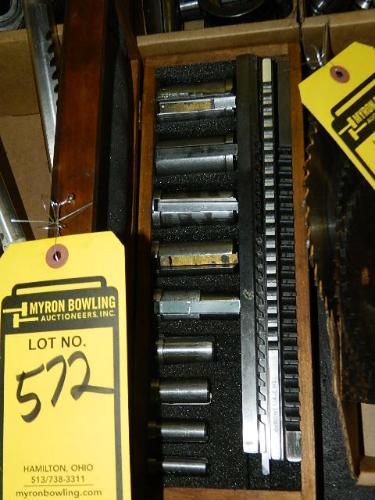 MYRON BOWLING
AUCTIONEERS, INC.
LOT NO.
572
HAMILTON, OHIO
513/738-3311
myronbowling.com